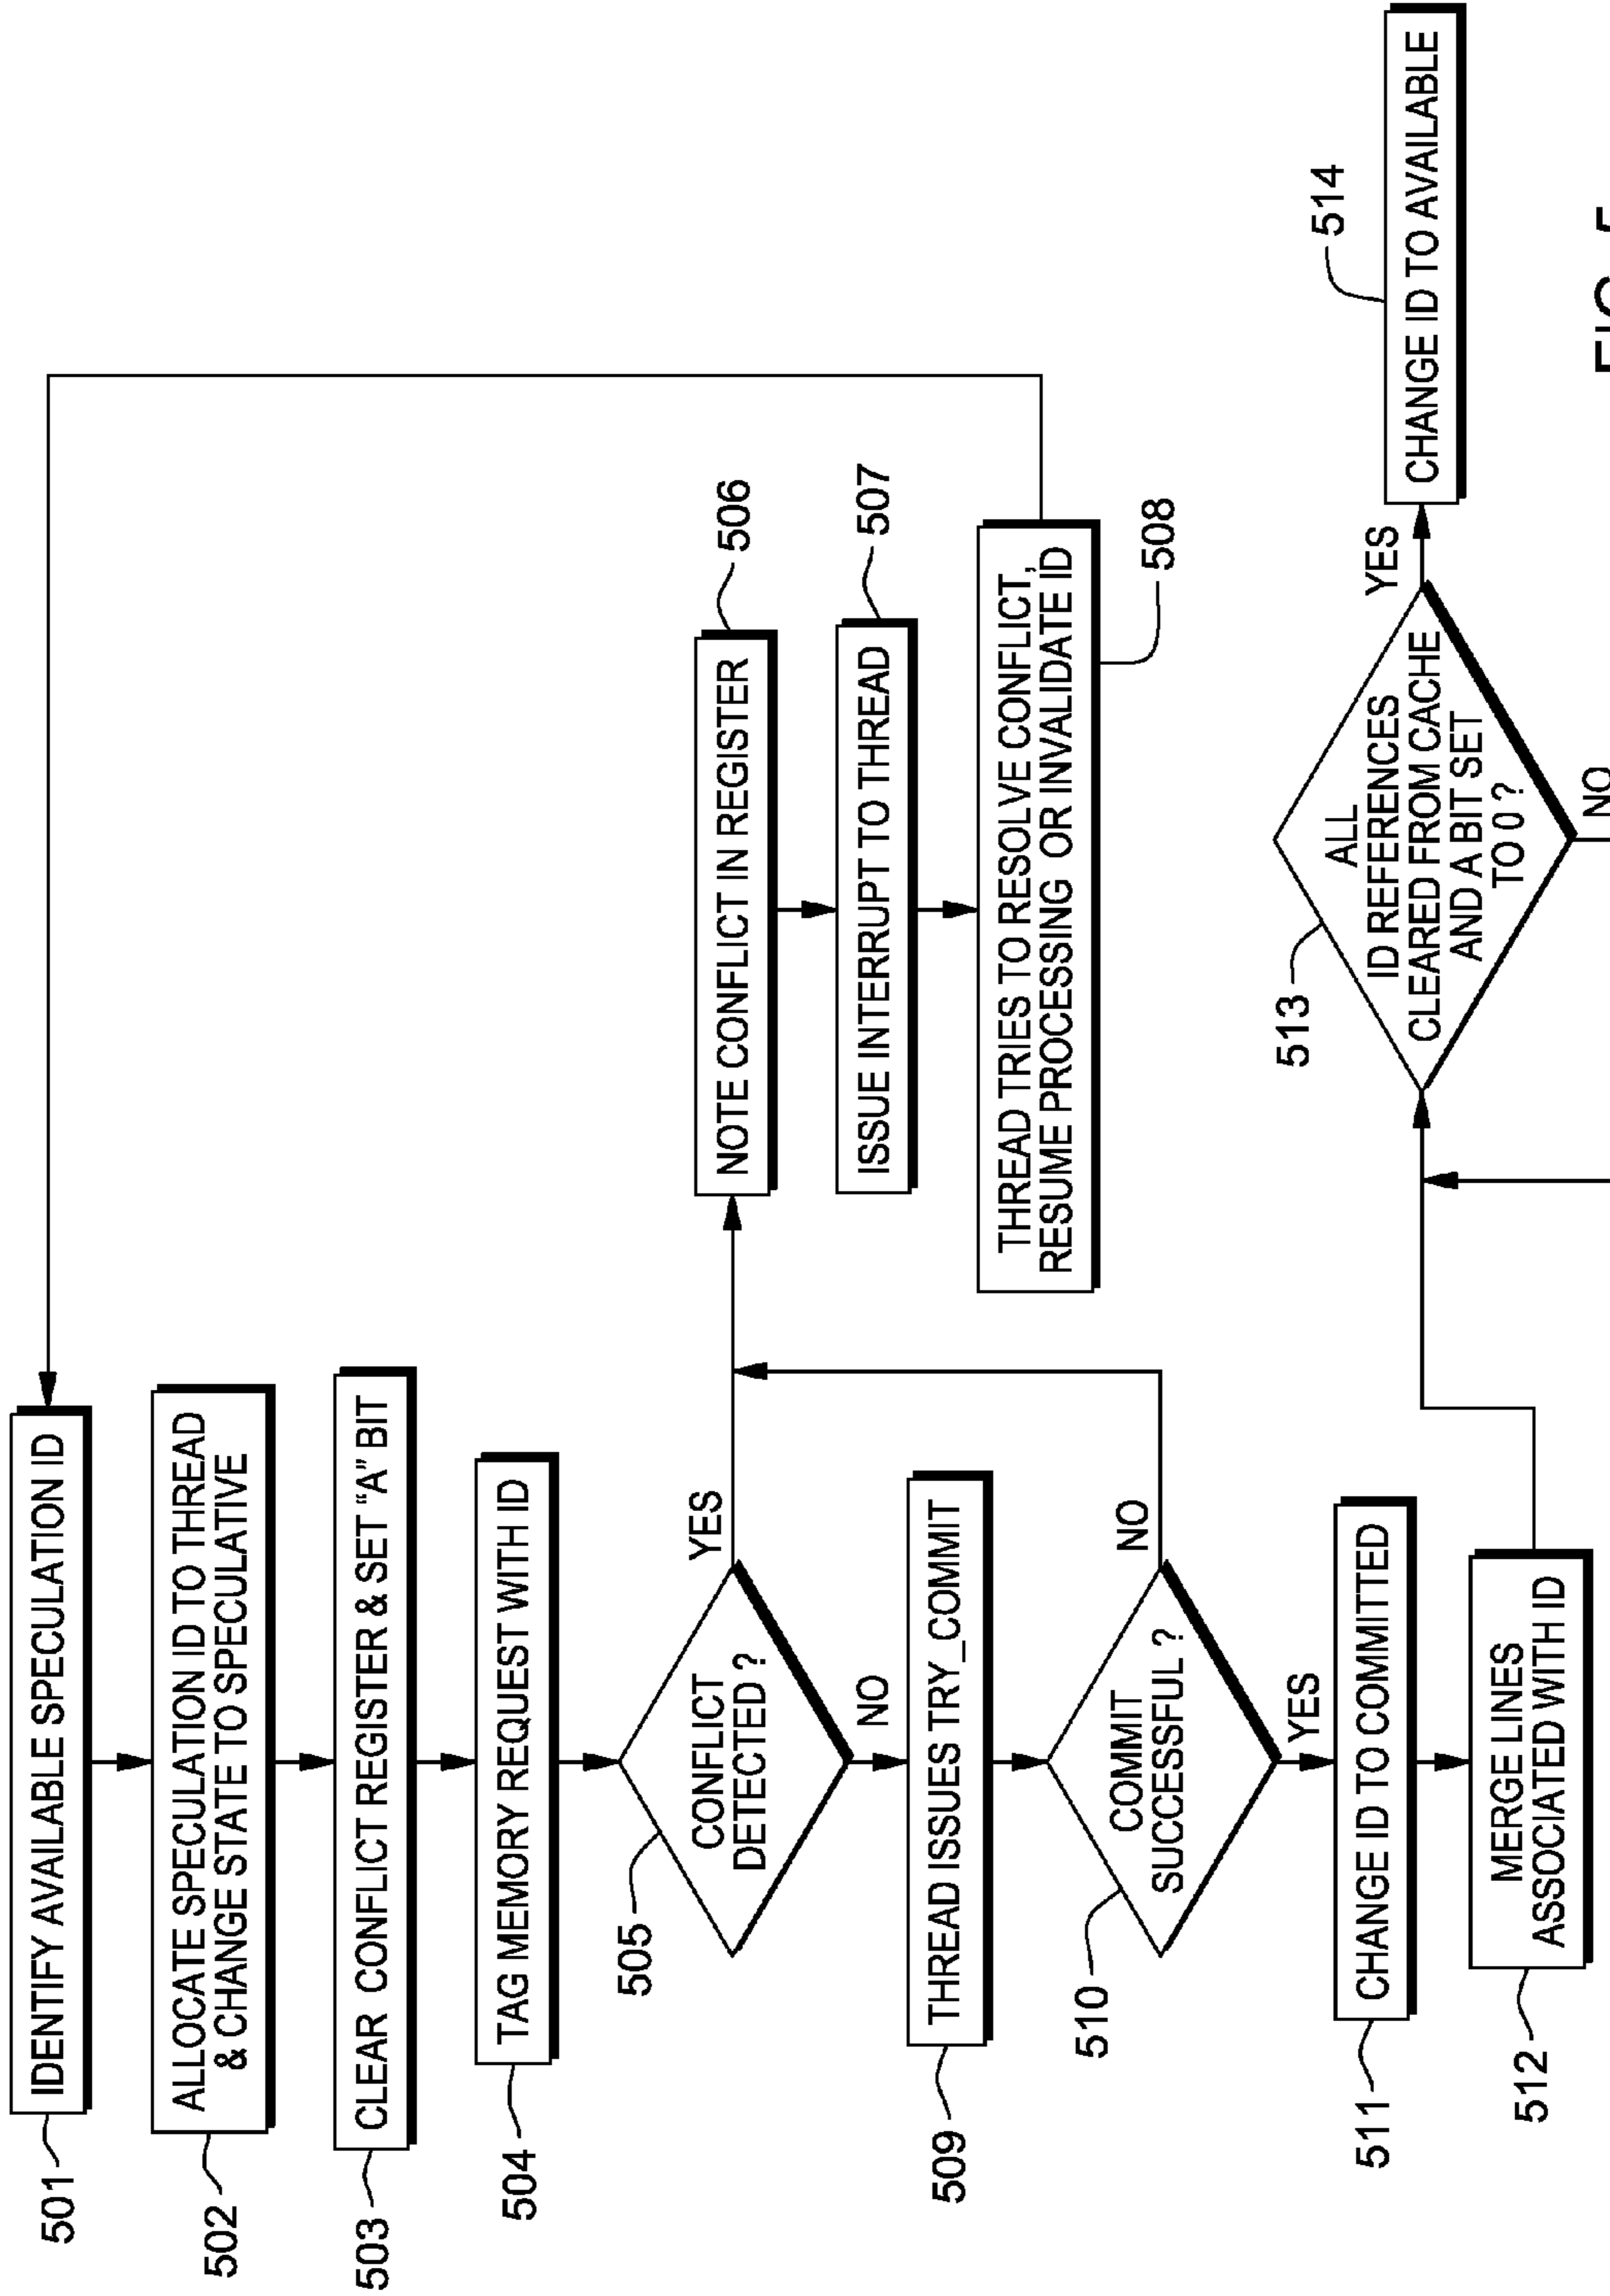 501
IDENTIFY AVAILABLE SPECULATION ID
502
ALLOCATE SPECULATION ID TO THREAD
& CHANGE STATE TO SPECULATIVE
503
CLEAR CONFLICT REGISTER & SET “A” BIT
504
TAG MEMORY REQUEST WITH ID
505
CONFLICT
DETECTED ?
YES
NO
506
NOTE CONFLICT IN REGISTER
507
ISSUE INTERRUPT TO THREAD
508
THREAD TRIES TO RESOLVE CONFLICT,
RESUME PROCESSING OR INVALIDATE ID
509
THREAD ISSUES TRY_COMMIT
510
COMMIT
SUCCESSFUL ?
NO
YES
511
CHANGE ID TO COMMITTED
512
MERGE LINES
ASSOCIATED WITH ID
513
ALL
ID REFERENCES
CLEARED FROM CACHE
AND A BIT SET
TO 0 ?
YES
NO
514
CHANGE ID TO AVAILABLE